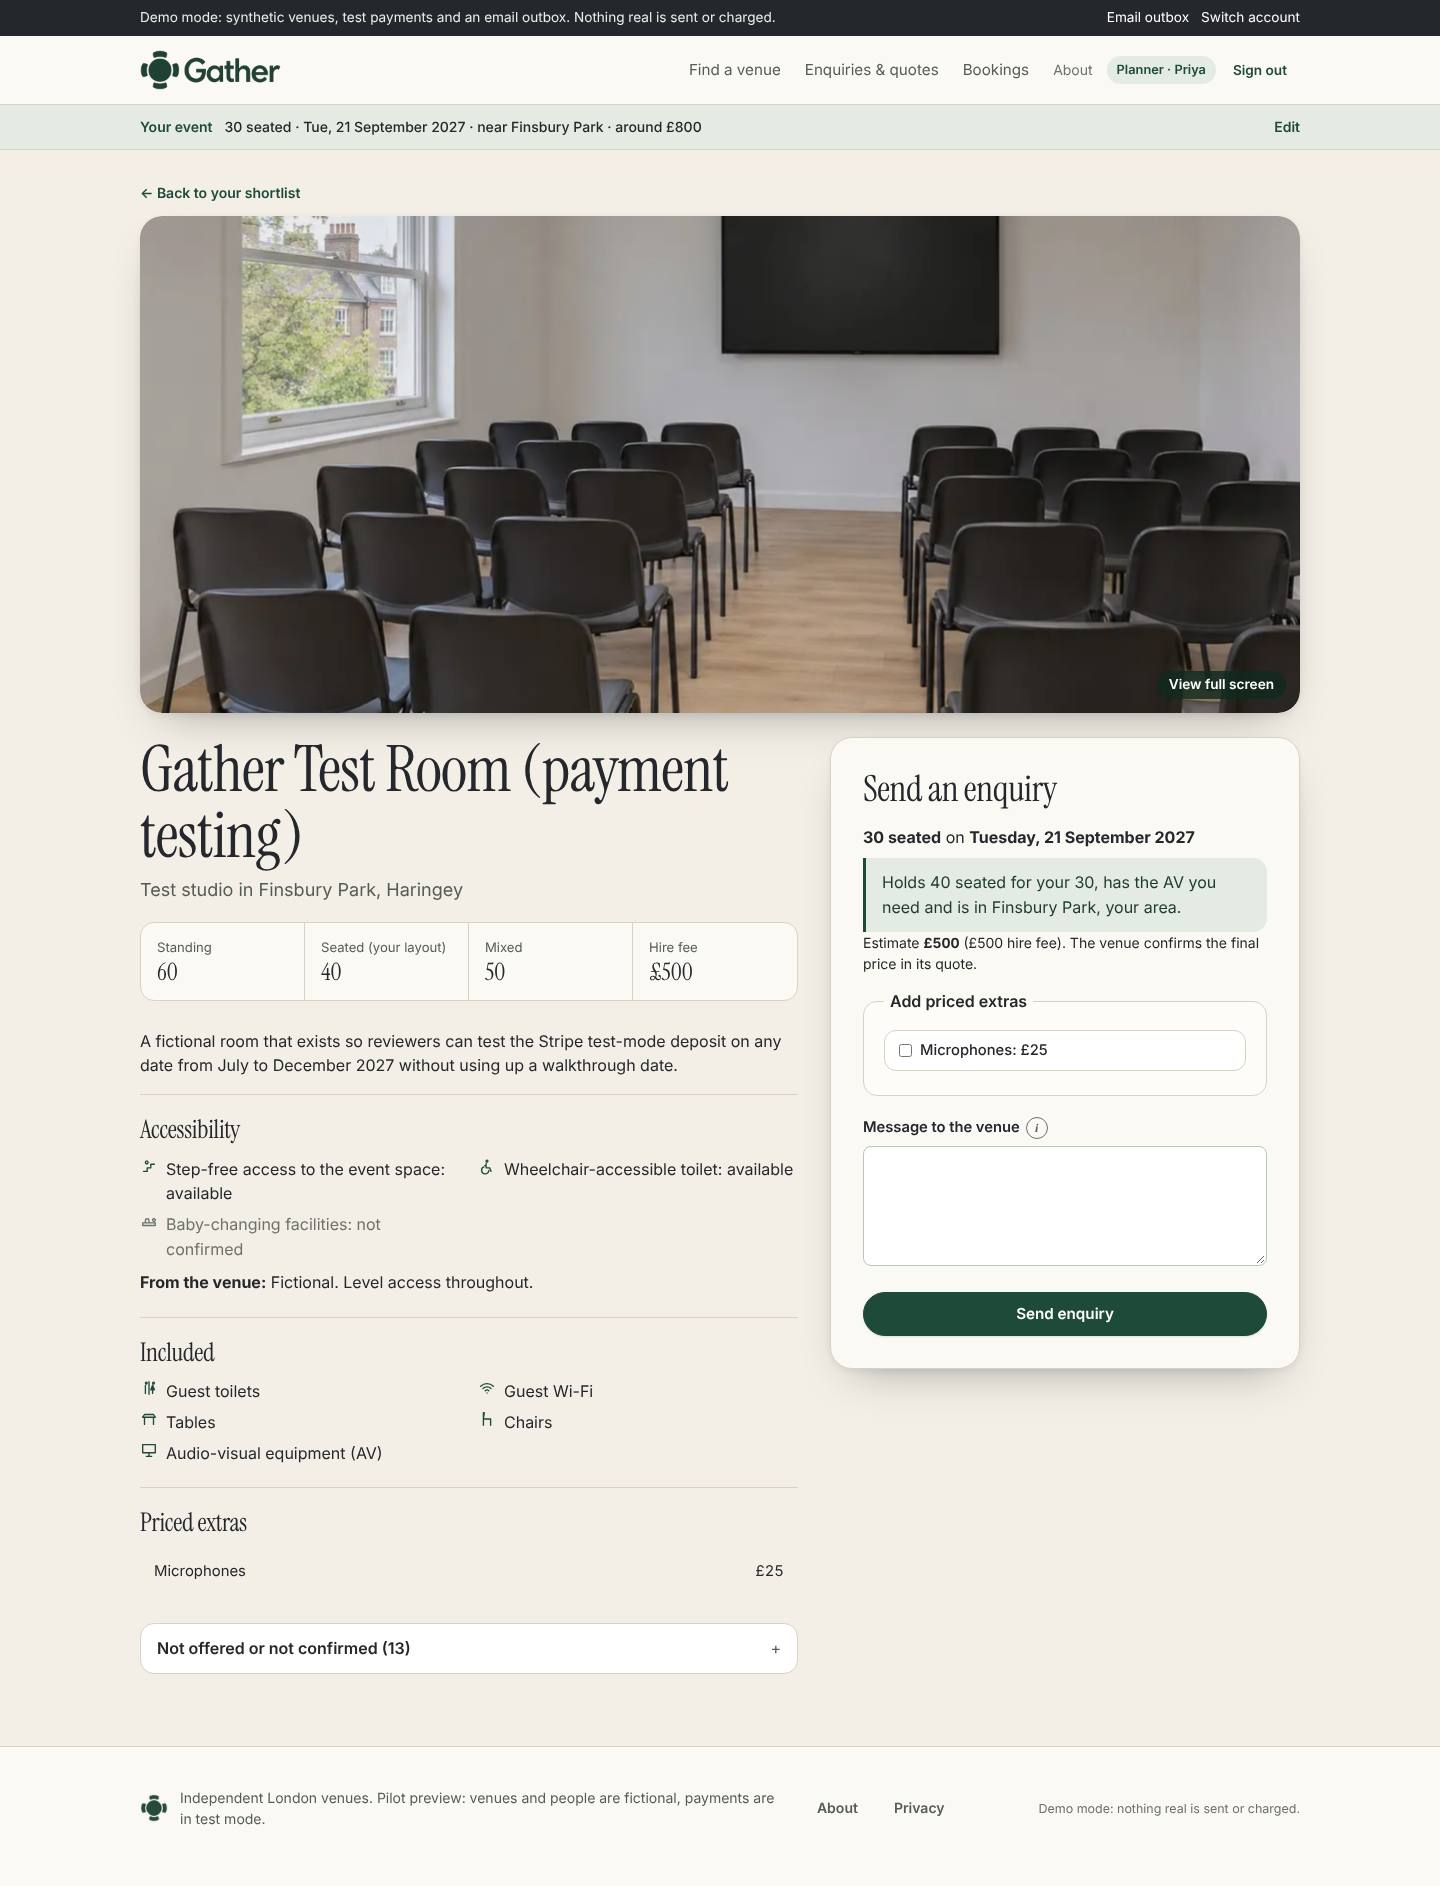 Demo mode: synthetic venues, test payments and an email outbox. Nothing real is sent or charged.
Email outbox Switch account
Gather
Find a venue Enquiries & quotes Bookings About Planner · Priya Sign out
Your event 30 seated · Tue, 21 September 2027 · near Finsbury Park · around £800
Edit
← Back to your shortlist
View full screen
Gather Test Room (payment
testing)
Test studio in Finsbury Park, Haringey
Standing
60
Seated (your layout)
40
Mixed
50
Hire fee
£500
A fictional room that exists so reviewers can test the Stripe test-mode deposit on any
date from July to December 2027 without using up a walkthrough date.
Accessibility
Step-free access to the event space:
available
Wheelchair-accessible toilet: available
Baby-changing facilities: not
confirmed
From the venue: Fictional. Level access throughout.
Included
Guest toilets
Guest Wi-Fi
Tables
Chairs
Audio-visual equipment (AV)
Priced extras
Microphones £25
Not offered or not confirmed (13) +
Send an enquiry
30 seated on Tuesday, 21 September 2027
Holds 40 seated for your 30, has the AV you
need and is in Finsbury Park, your area.
Estimate £500 (£500 hire fee). The venue confirms the final
price in its quote.
Add priced extras
Microphones: £25
Message to the venue i
Send enquiry
Independent London venues. Pilot preview: venues and people are fictional, payments are
in test mode.
About Privacy
Demo mode: nothing real is sent or charged.